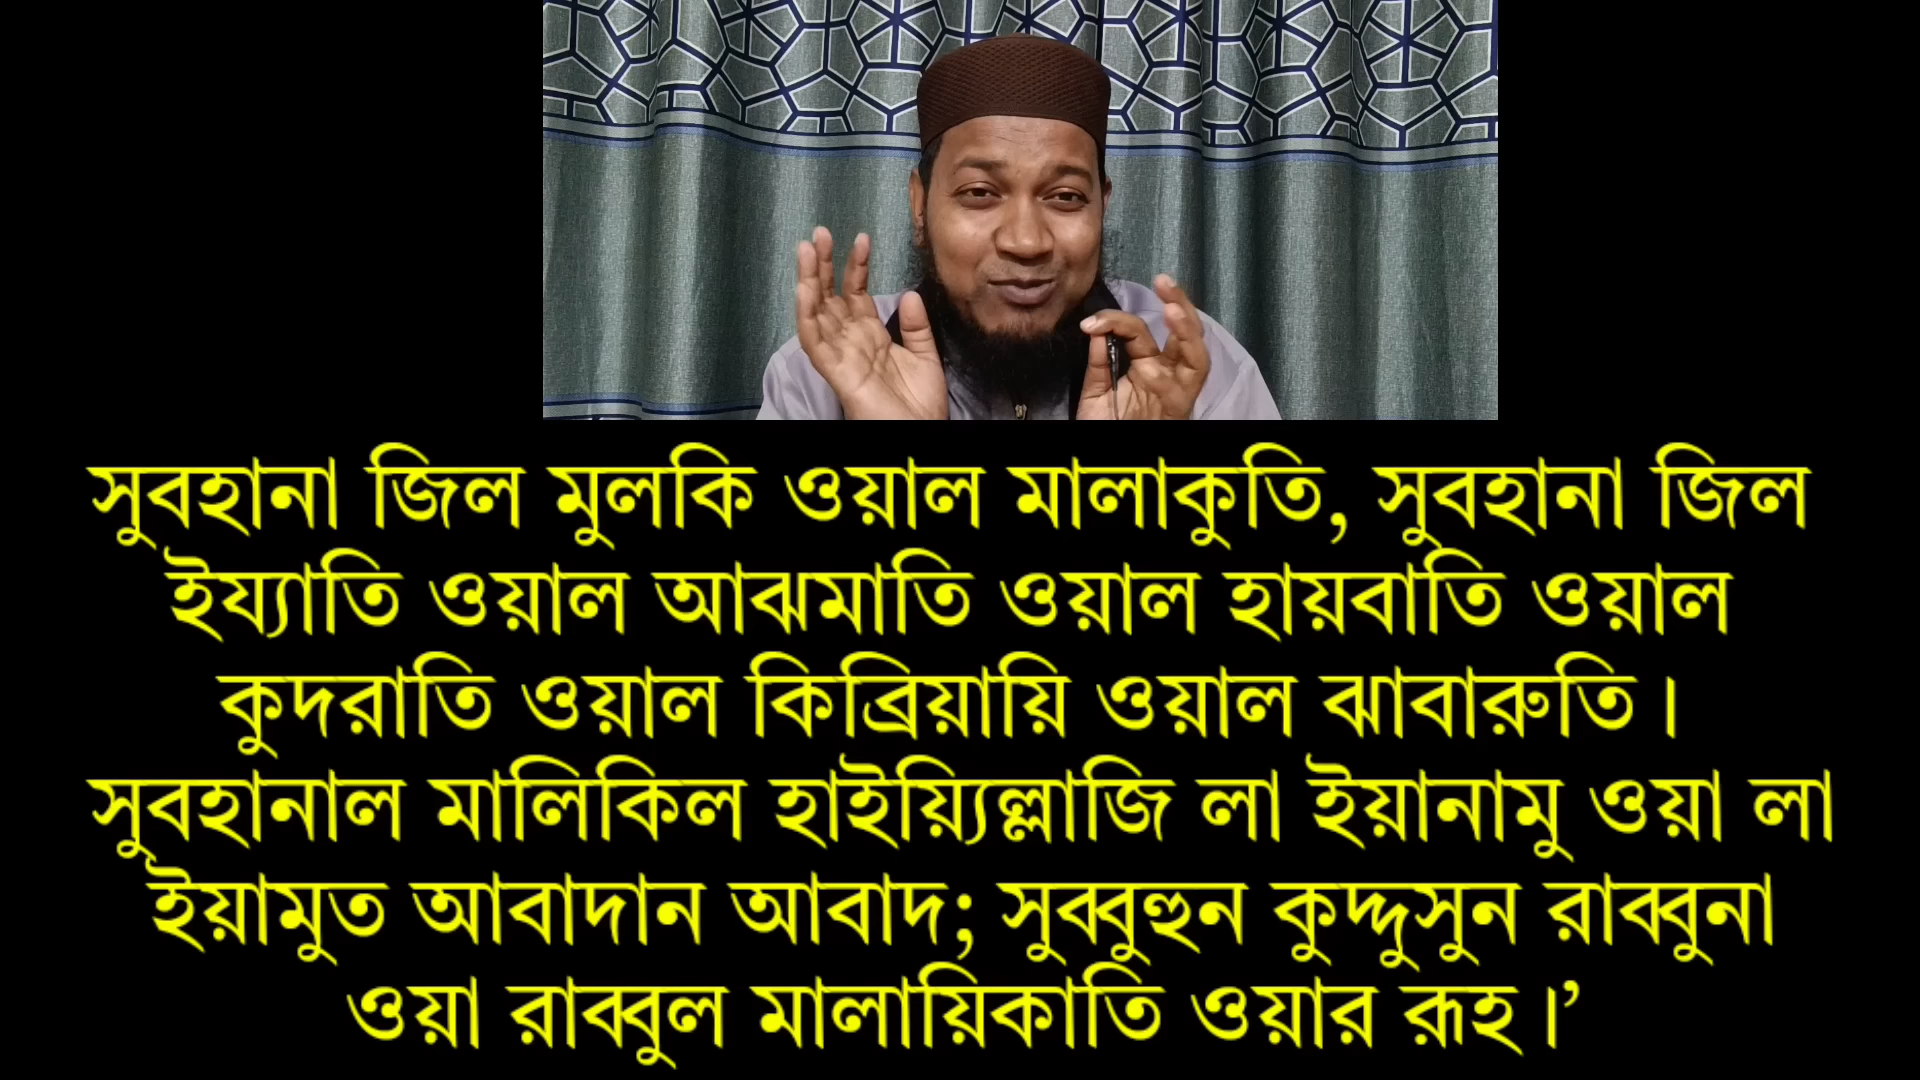 সুবহানা জিল মুলকি ওয়াল মালাকুতি, সুবহানা জিল
ইয্যাতি ওয়াল আঝমাতি ওয়াল হায়বাতি ওয়াল
কুদরাতি ওয়াল কিব্রিয়ায়ি ওয়াল ঝাবারুতি।
সুবহানাল মালিকিল হাইয়্যিল্লাজি লা ইয়ানামু ওয়া লা
ইয়ামুত আবাদান আবাদ; সুব্বুহুন কুদ্দুসুন রাব্বুনা
ওয়া রাব্বুল মালায়িকাতি ওয়ার রূহ।’